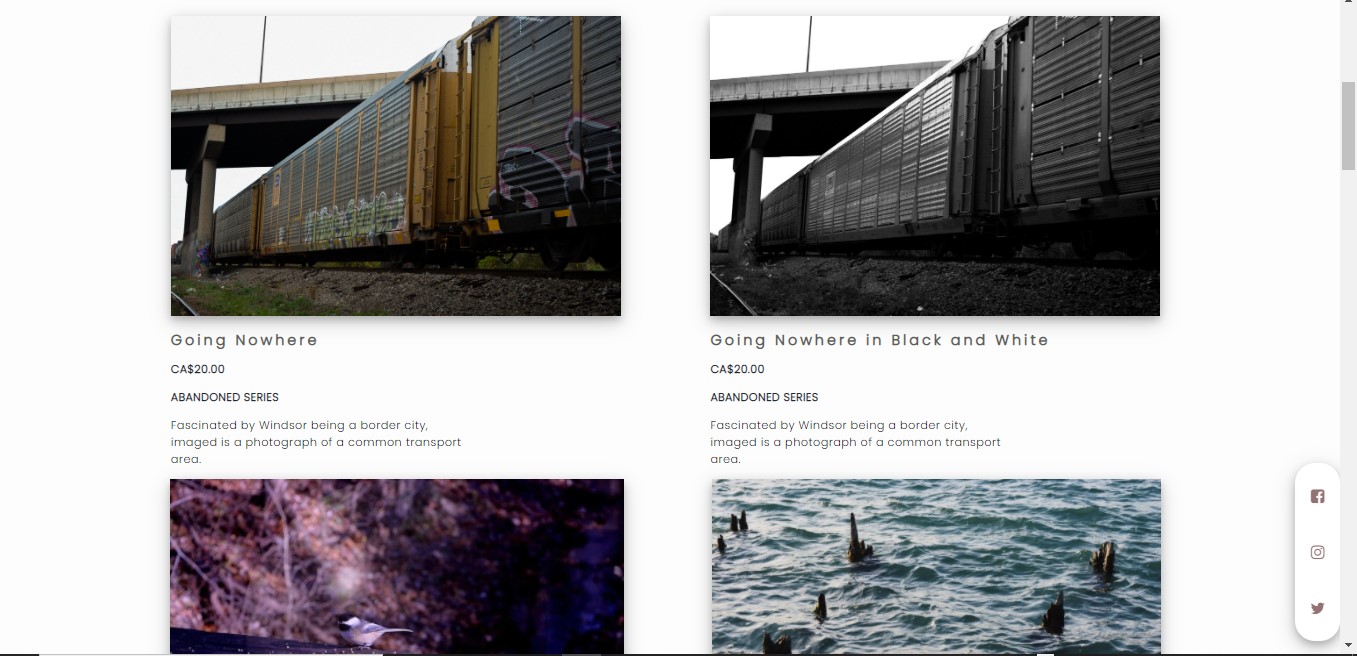 Going Nowhere
CA$20.00
ABANDONED SERIES
Fascinated by Windsor being a border city,
imaged is a photograph of a common transport
area.
Going Nowhere in Black and White
CA$20.00
ABANDONED SERIES
Fascinated by Windsor being a border city,
imaged is a photograph of a common transport
area.